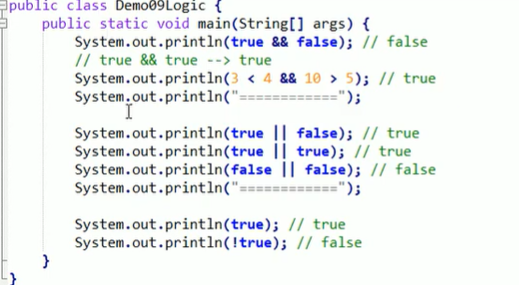 public class Demo09Logic {
public static void main(String[] args) {
System.out.println(true && false); // false
// true && true --> true
System.out.println(3 < 4 && 10 > 5); // true
System.out.println("============");
System.out.println(true || false); // true
System.out.println(true || true); // true
System.out.println(false || false); // false
System.out.println("============");
System.out.println(true); // true
System.out.println(!true); // false
}
}